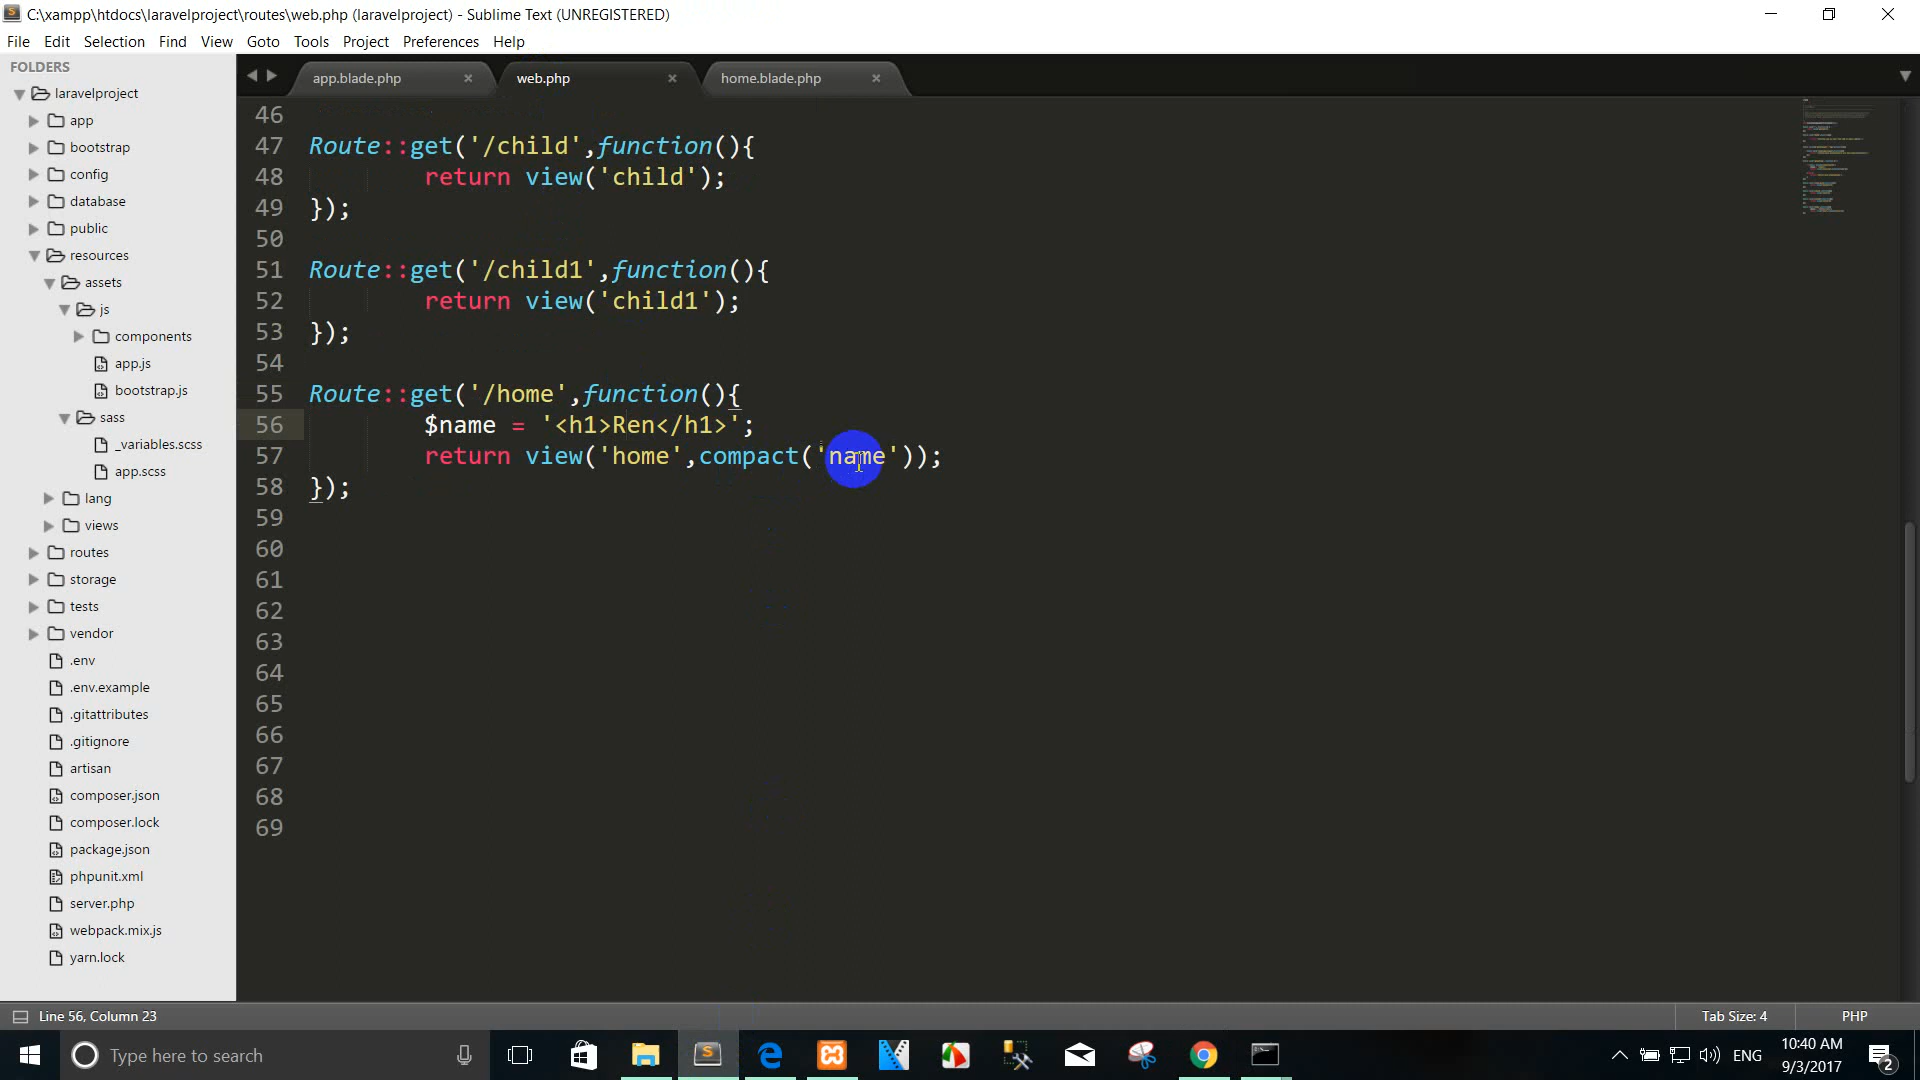 C:\xampp\htdocs\laravelproject\routes\web.php (laravelproject) - Sublime Text (UNREGISTERED)
File Edit Selection Find View Goto Tools Project Preferences Help
FOLDERS
laravelproject
app
bootstrap
config
database
public
resources
assets
js
components
app.js
bootstrap.js
sass
_variables.scss
app.scss
lang
views
routes
storage
tests
vendor
.env
.env.example
.gitattributes
.gitignore
artisan
composer.json
composer.lock
package.json
phpunit.xml
server.php
webpack.mix.js
yarn.lock
app.blade.php web.php home.blade.php
46
47 Route::get('/child',function(){
48 return view('child');
49 });
50
51 Route::get('/child1',function(){
52 return view('child1');
53 });
54
55 Route::get('/home',function(){
56 $name = '<h1>Ren</h1>';
57 return view('home',compact('name'));
58 });
59
60
61
62
63
64
65
66
67
68
69
Line 56, Column 23 Tab Size: 4 PHP
Type here to search
ENG
10:40 AM
9/3/2017
2